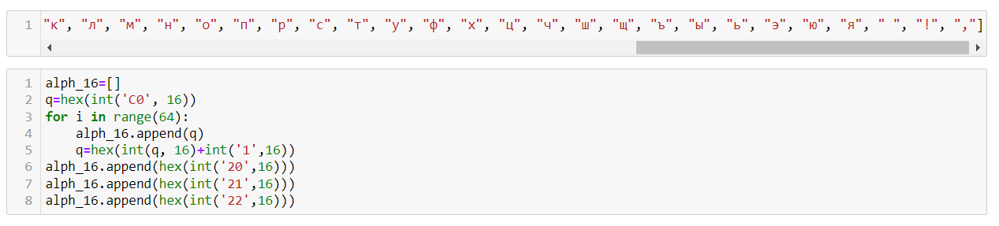 1 "к", "л", "м", "н", "о", "п", "р", "с", "т", "у", "ф", "х", "ц", "ч", "ш", "щ", "ъ", "ы", "ь", "э", "ю", "я", " ", "!", ","]
1 alph_16=[]
2 q=hex(int('C0', 16))
3 for i in range(64):
4     alph_16.append(q)
5     q=hex(int(q, 16)+int('1',16))
6 alph_16.append(hex(int('20',16)))
7 alph_16.append(hex(int('21',16)))
8 alph_16.append(hex(int('22',16)))